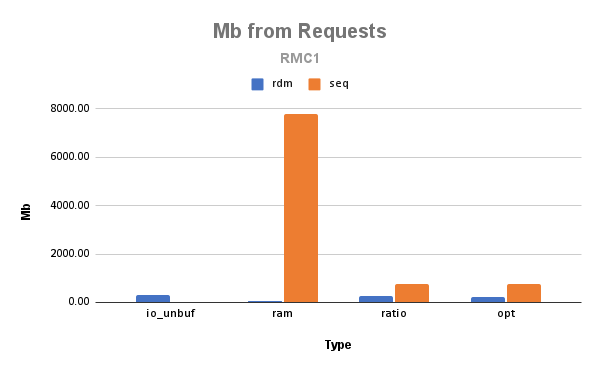 Mb from Requests
RMC1
rdm seq
8000.00
6000.00
4000.00
2000.00
0.00
Mb
io_unbuf ram ratio opt
Type